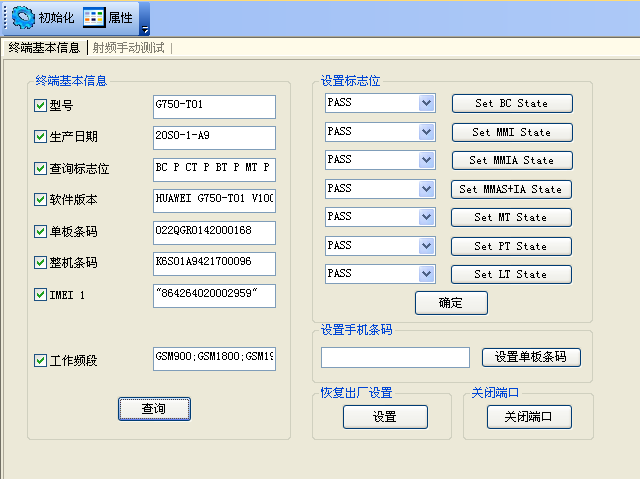 初始化 属性
终端基本信息 射频手动测试
终端基本信息
型号 G750-T01
生产日期 20S0-1-A9
查询标志位 BC P CT P BT P MT P
软件版本 HUAWEI G750-T01 V100
单板条码 022QGR0142000168
整机条码 K6S01A9421700096
IMEI 1 "864264020002959"
工作频段 GSM900;GSM1800;GSM19
查询
设置标志位
PASS Set BC State
PASS Set MMI State
PASS Set MMIA State
PASS Set MMAS+IA State
PASS Set MT State
PASS Set PT State
PASS Set LT State
确定
设置手机条码
设置单板条码
恢复出厂设置
设置
关闭端口
关闭端口